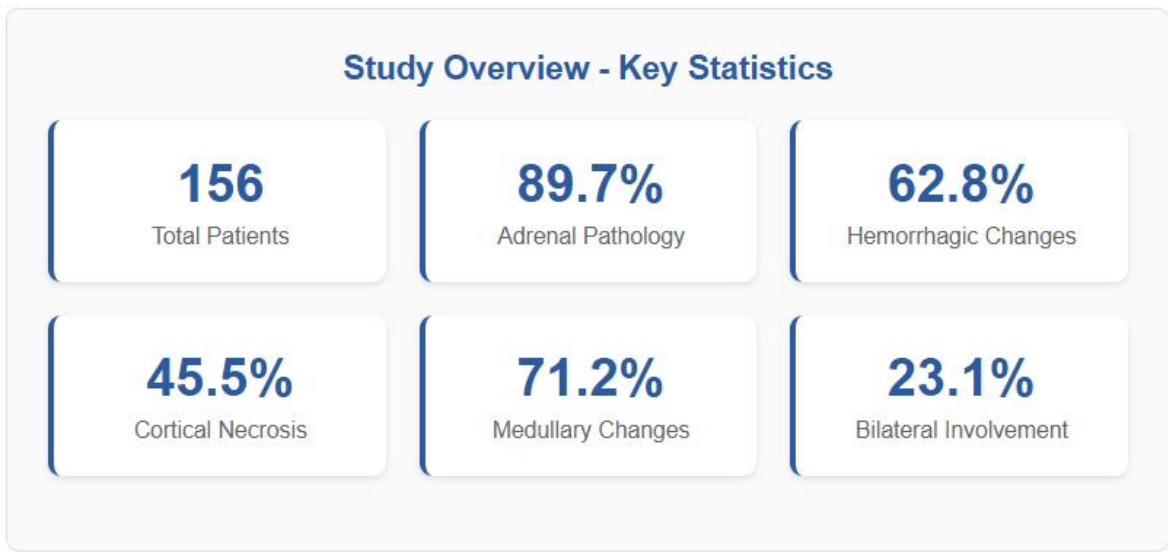 Study Overview - Key Statistics
156
Total Patients
89.7%
Adrenal Pathology
62.8%
Hemorrhagic Changes
45.5%
Cortical Necrosis
71.2%
Medullary Changes
23.1%
Bilateral Involvement